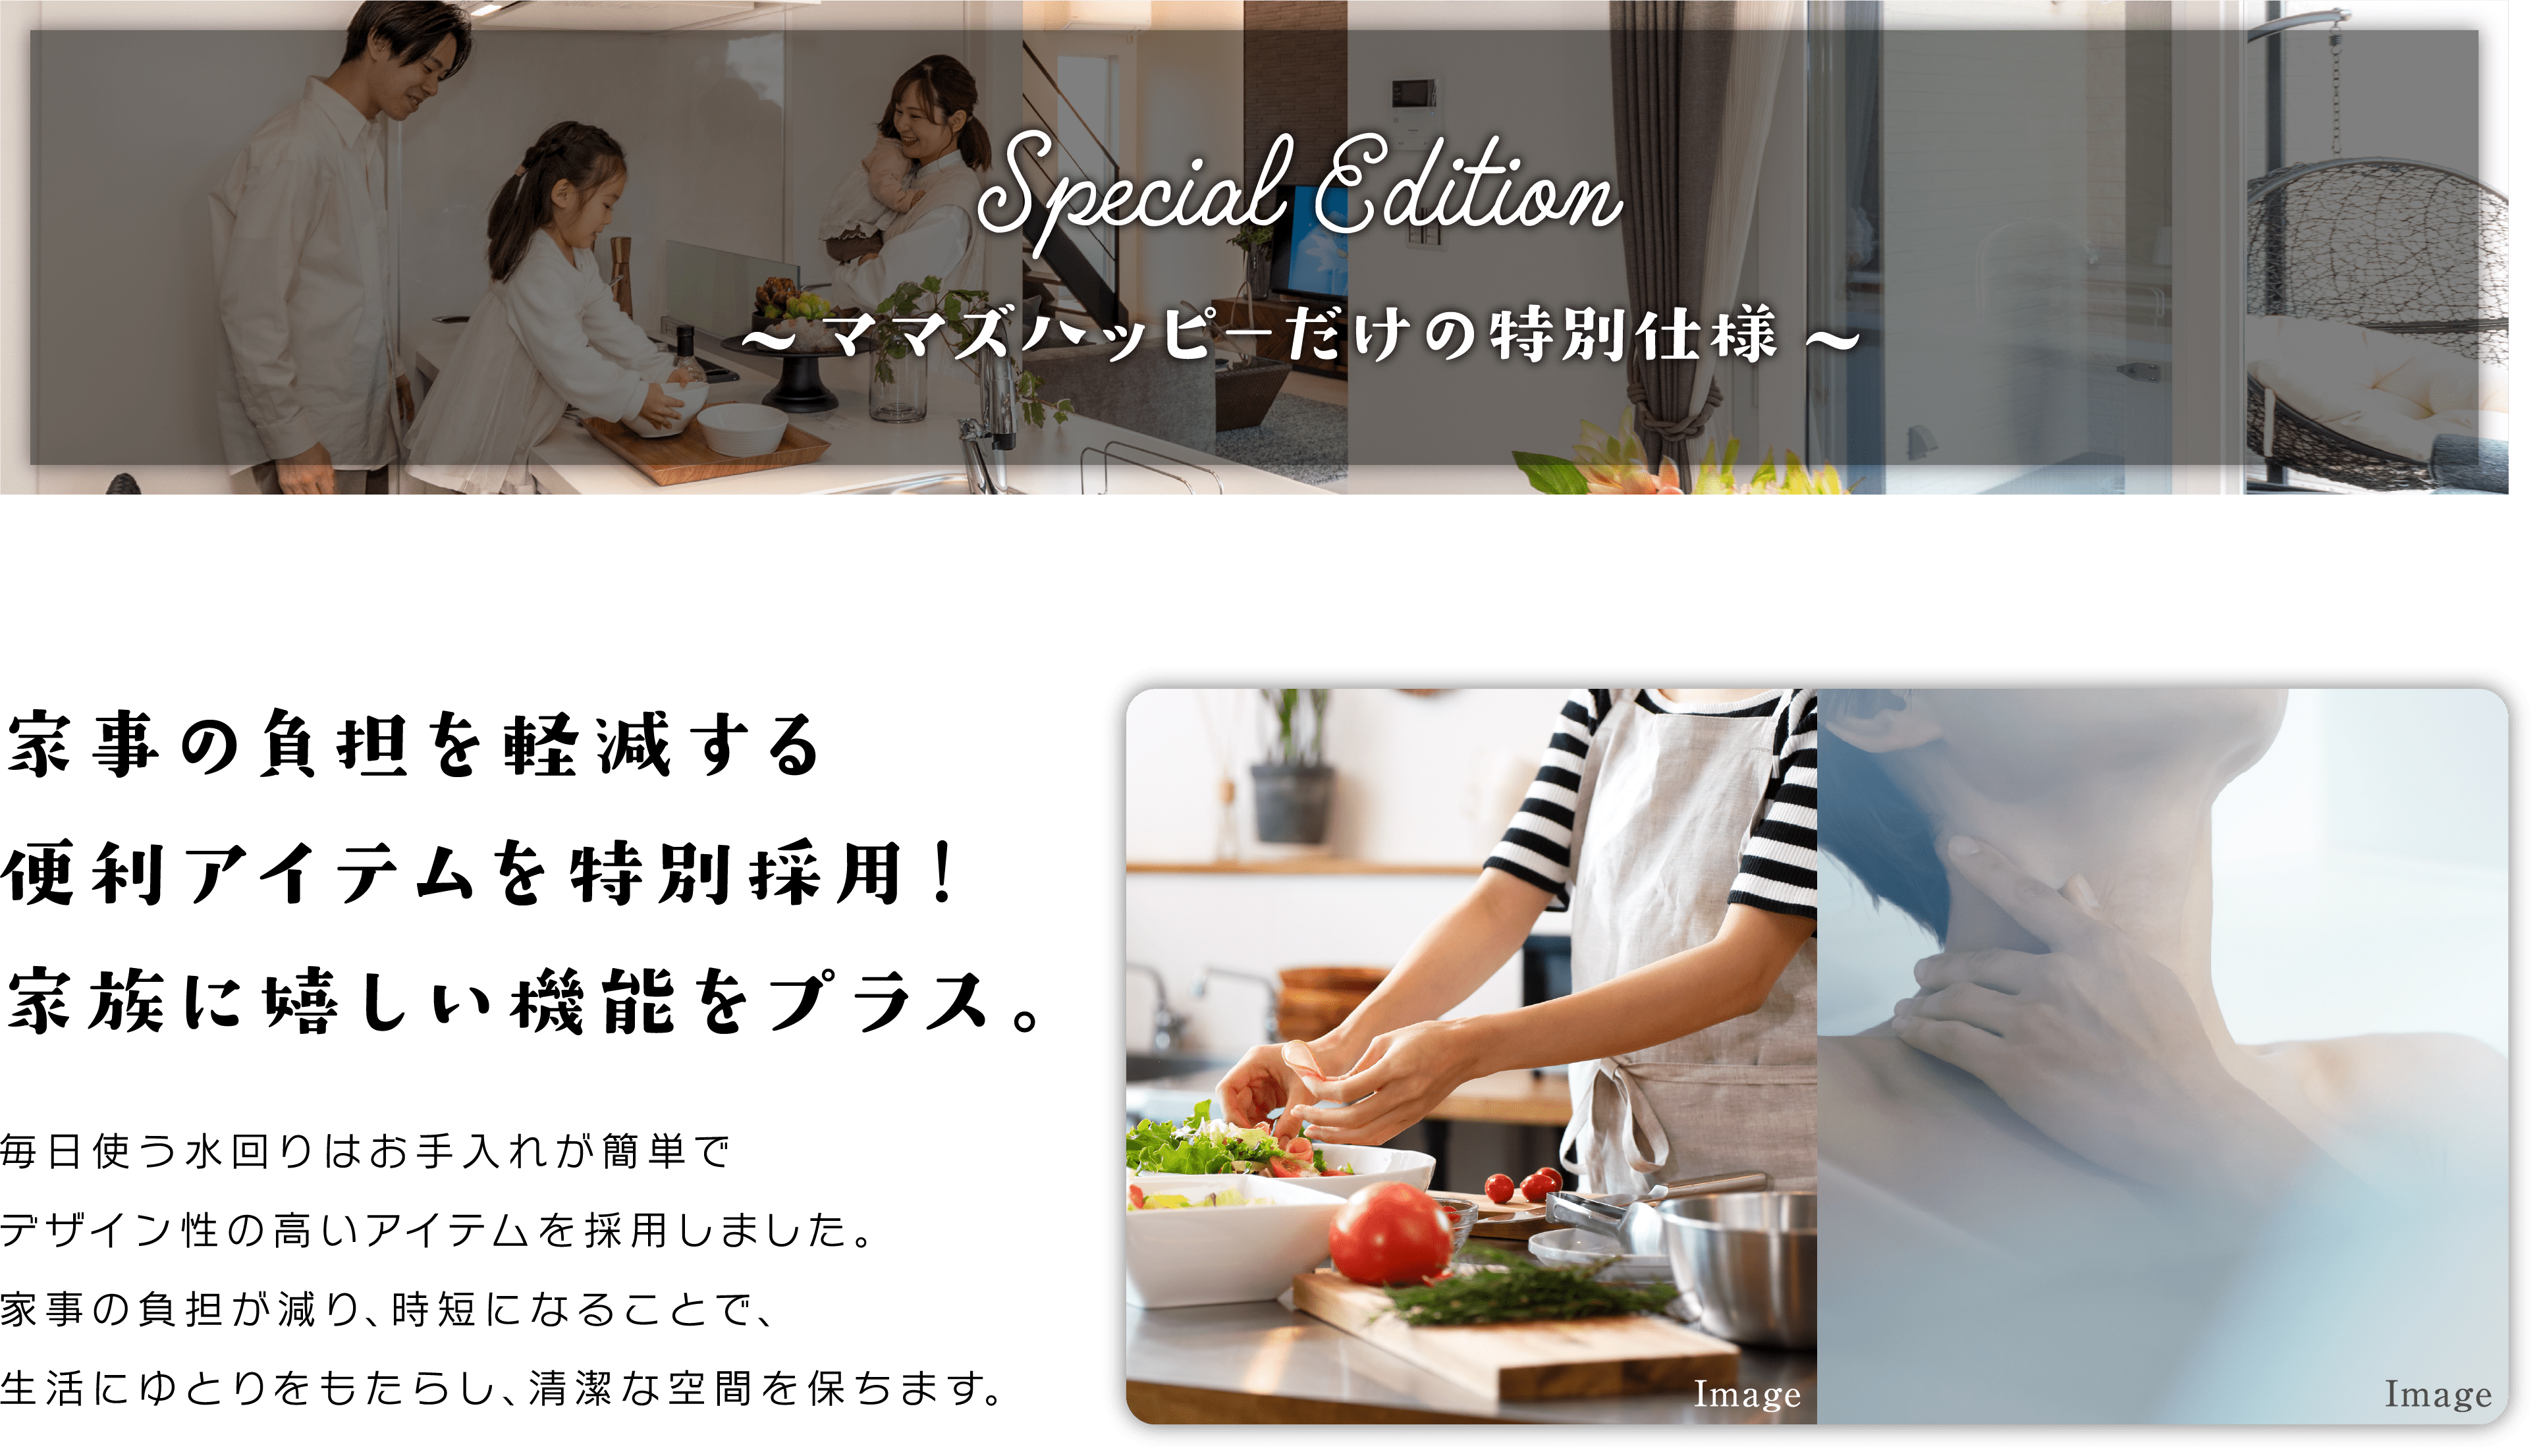 Special Edition
～ ママズハッピーだけの特別仕様 ～
家事の負担を軽減する
便利アイテムを特別採用！
家族に嬉しい機能をプラス。
毎日使う水回りはお手入れが簡単で
デザイン性の高いアイテムを採用しました。
家事の負担が減り、時短になることで、
生活にゆとりをもたらし、清潔な空間を保ちます。
Image
Image